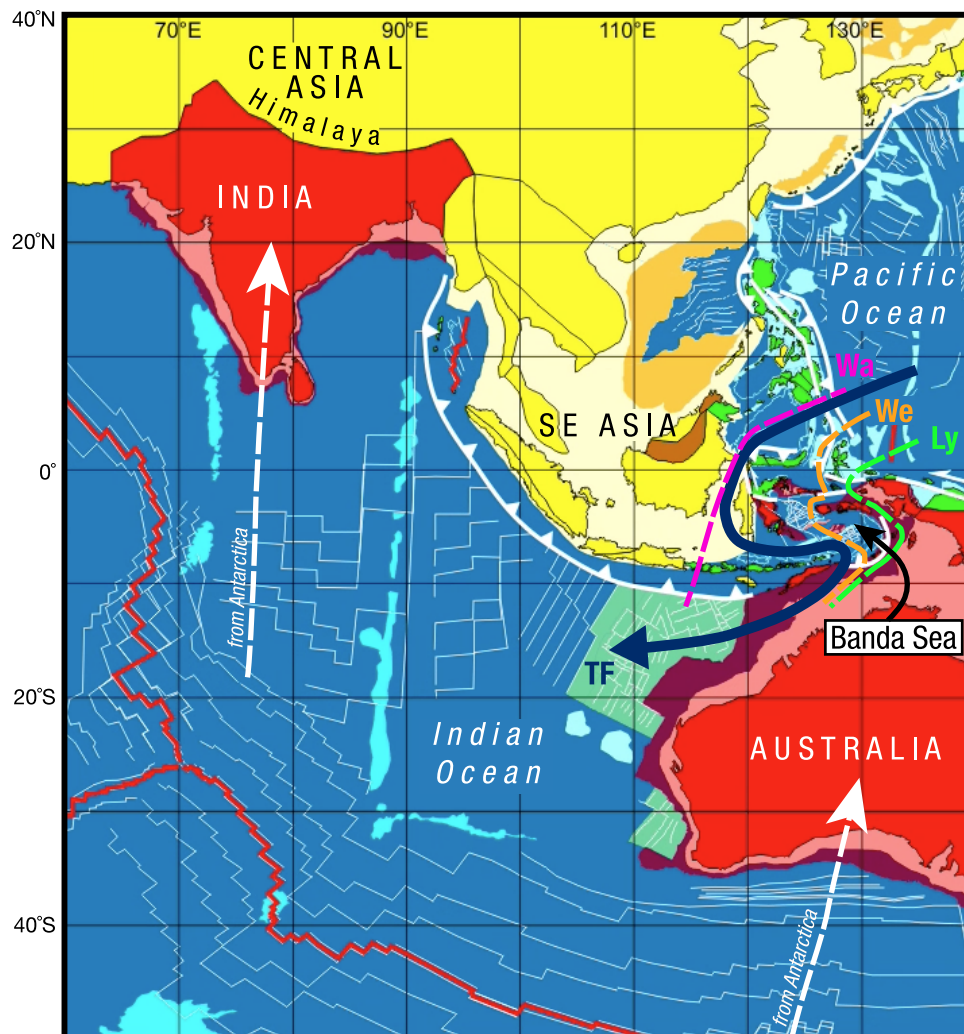 40°N
70°E
90°E
110°E
130°E
CENTRAL
ASIA
Himalaya
INDIA
20°N
Pacific
Ocean
Wa
We
Ly
SE ASIA
0°
from Antarctica
Banda Sea
TF
20°S
Indian
Ocean
AUSTRALIA
40°S
from Antarctica